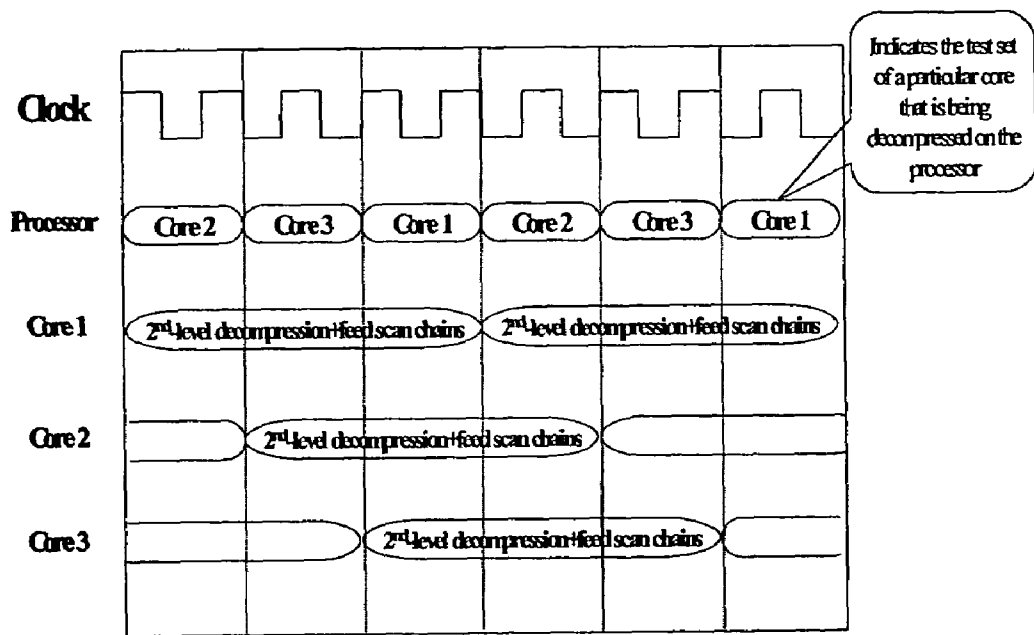 Indicates the test set
of a particular core
that is being
decompressed on the
processor
Clock
Processor
Core 2
Core 3
Core 1
Core 2
Core 3
Core 1
Core 1
2nd-level decompression+feed scan chains
2nd-level decompression+feed scan chains
Core 2
2nd-level decompression+feed scan chains
Core 3
2nd-level decompression+feed scan chains